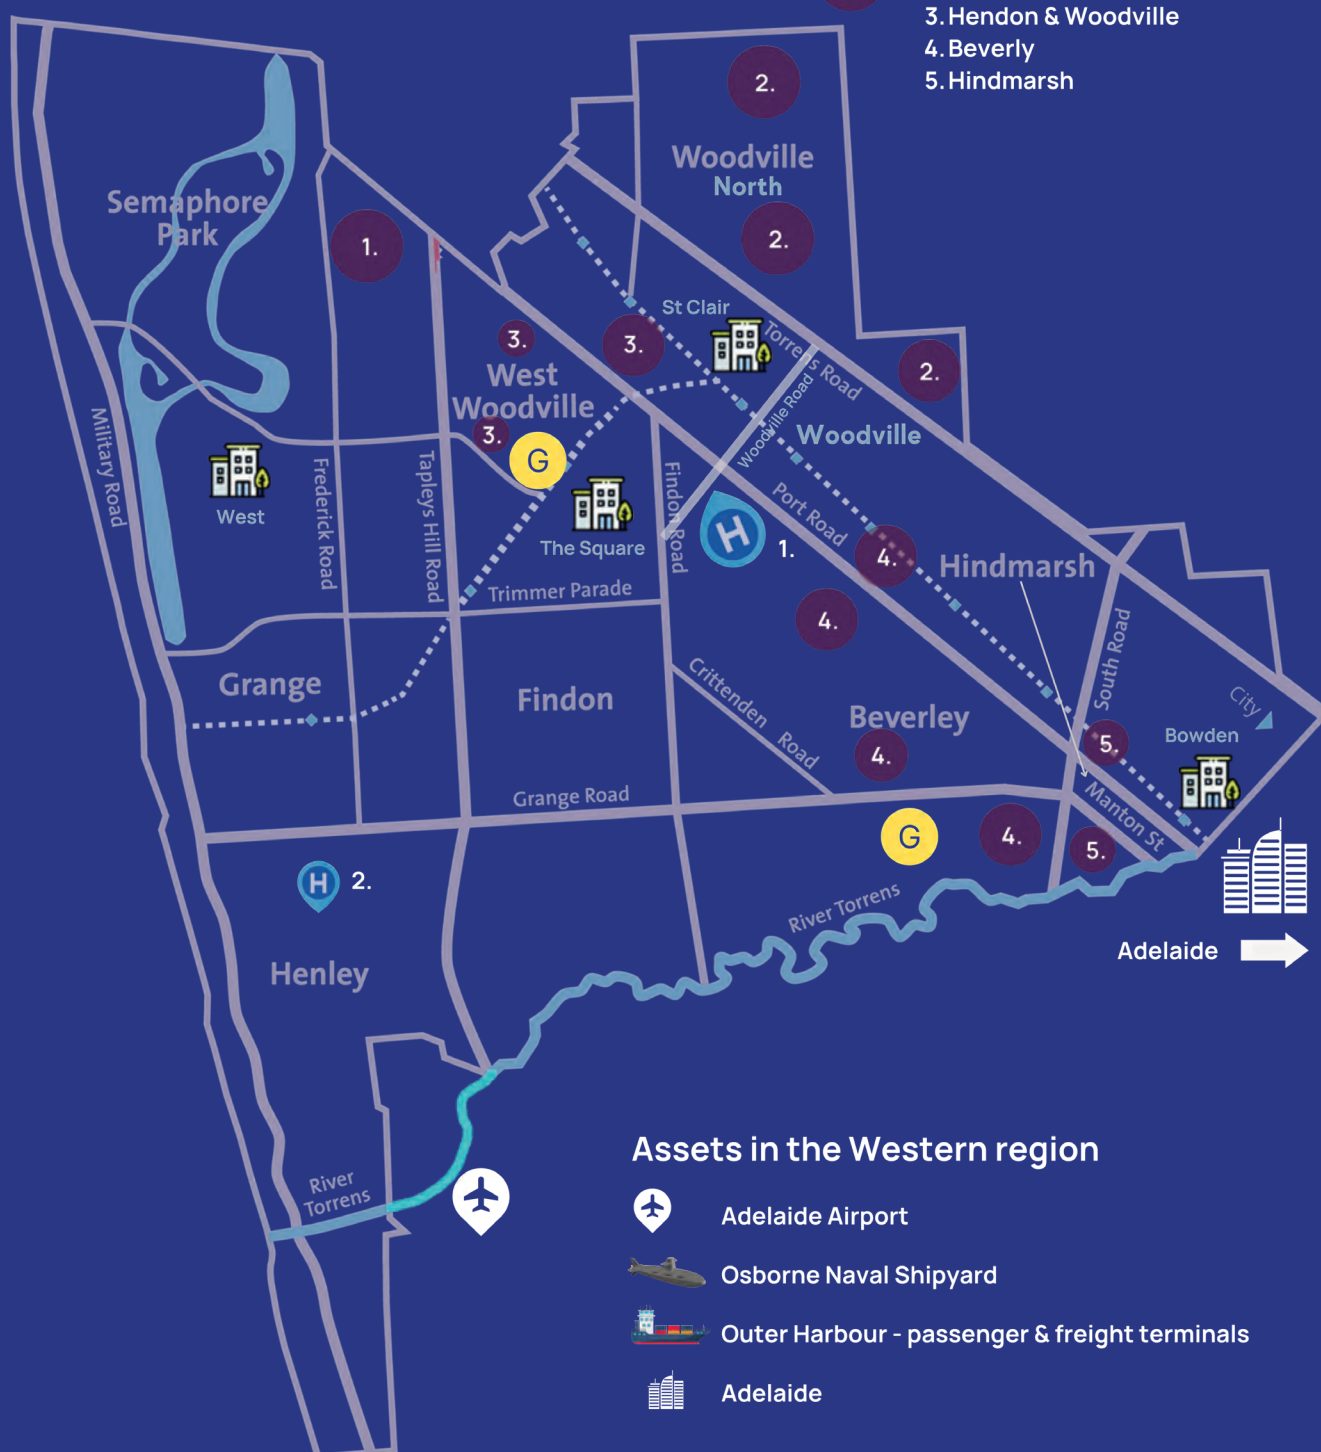 3. Hendon & Woodville
4. Beverly
5. Hindmarsh
2.
Woodville
North
2.
Semaphore
Park
1.
St Clair
Torrens Road
3.
3.
2.
West
Woodville
3.
G
Woodville Road
Woodville
Military Road
Frederick Road
Tapleys Hill Road
Findon Road
Port Road
West
The Square
H
1.
4.
Hindmarsh
Trimmer Parade
4.
South Road
Grange
Findon
Crittenden Road
Beverley
City
Bowden
5.
4.
Grange Road
Manton St
G
4.
5.
H
2.
River Torrens
Adelaide
Henley
River
Torrens
Assets in the Western region
Adelaide Airport
Osborne Naval Shipyard
Outer Harbour - passenger & freight terminals
Adelaide